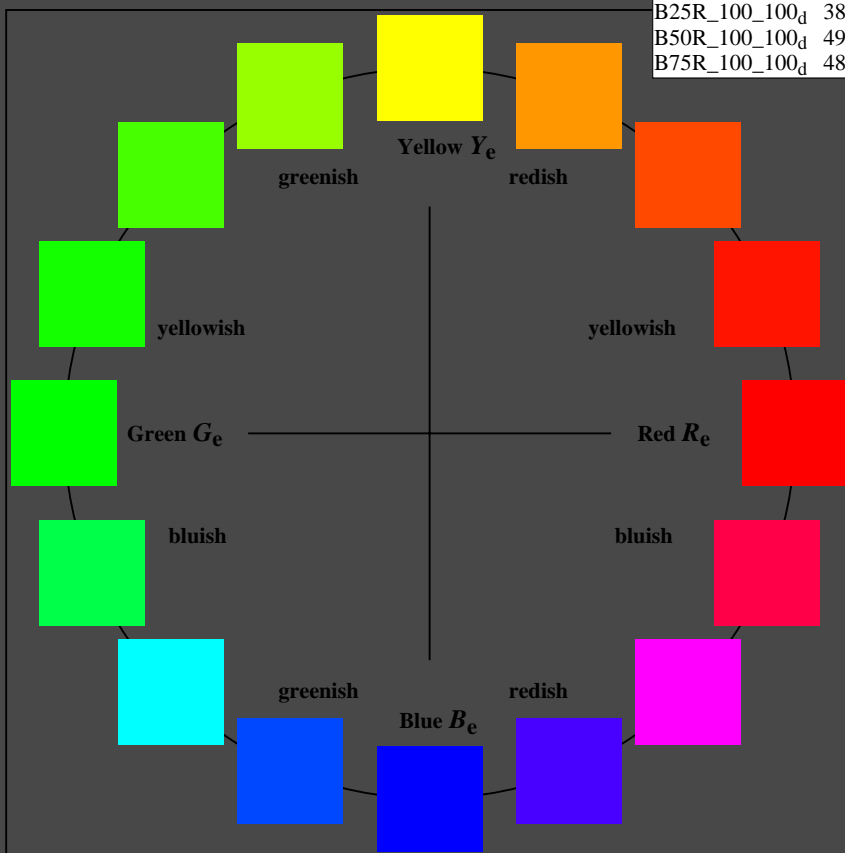 B25R_100_100d 38
B50R_100_100d 49
B75R_100_100d 48
Yellow Ye
greenish redish
yellowish yellowish
Green Ge Red Re
bluish bluish
greenish redish
Blue Be